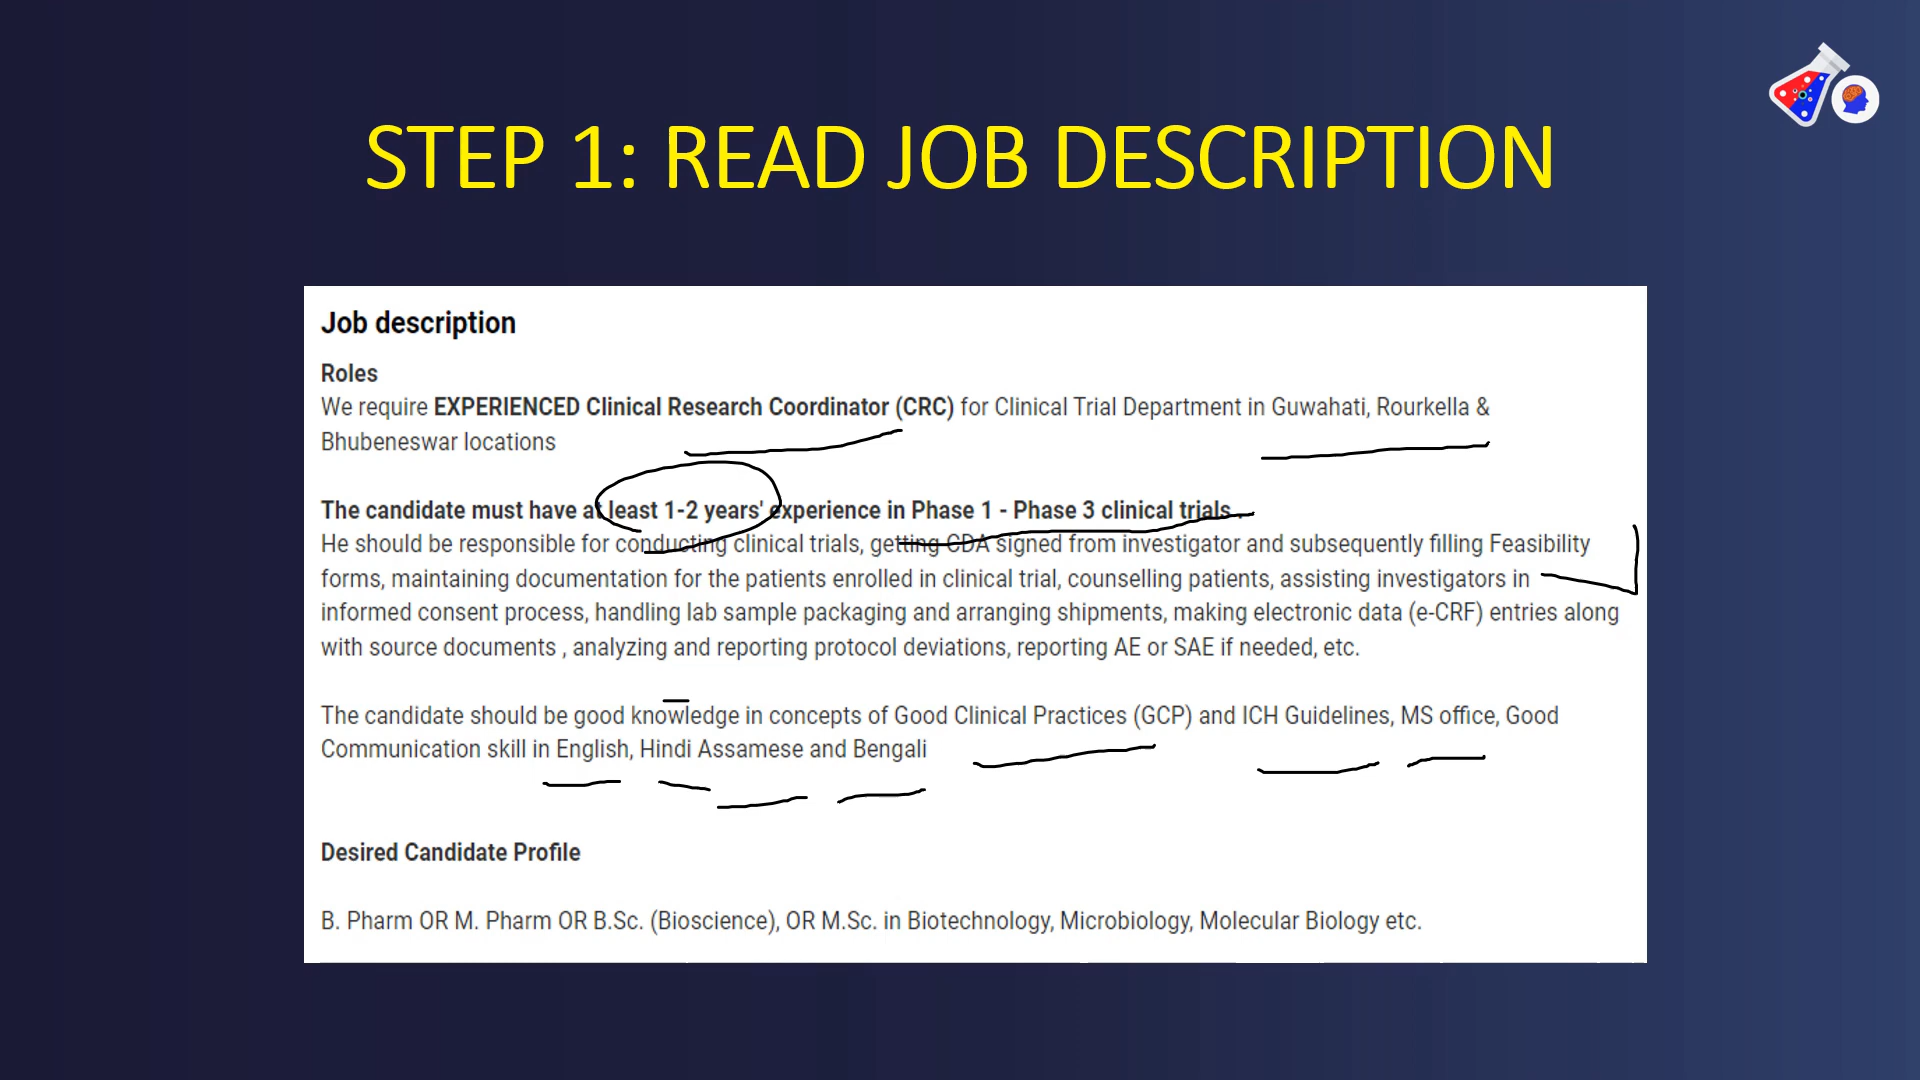 STEP 1: READ JOB DESCRIPTION
Job description
Roles
We require EXPERIENCED Clinical Research Coordinator (CRC) for Clinical Trial Department in Guwahati, Rourkella &
Bhubeneswar locations
The candidate must have at least 1-2 years' experience in Phase 1 - Phase 3 clinical trials .
He should be responsible for conducting clinical trials, getting CDA signed from investigator and subsequently filling Feasibility
forms, maintaining documentation for the patients enrolled in clinical trial, counselling patients, assisting investigators in
informed consent process, handling lab sample packaging and arranging shipments, making electronic data (e-CRF) entries along
with source documents , analyzing and reporting protocol deviations, reporting AE or SAE if needed, etc.
The candidate should be good knowledge in concepts of Good Clinical Practices (GCP) and ICH Guidelines, MS office, Good
Communication skill in English, Hindi Assamese and Bengali
Desired Candidate Profile
B. Pharm OR M. Pharm OR B.Sc. (Bioscience), OR M.Sc. in Biotechnology, Microbiology, Molecular Biology etc.